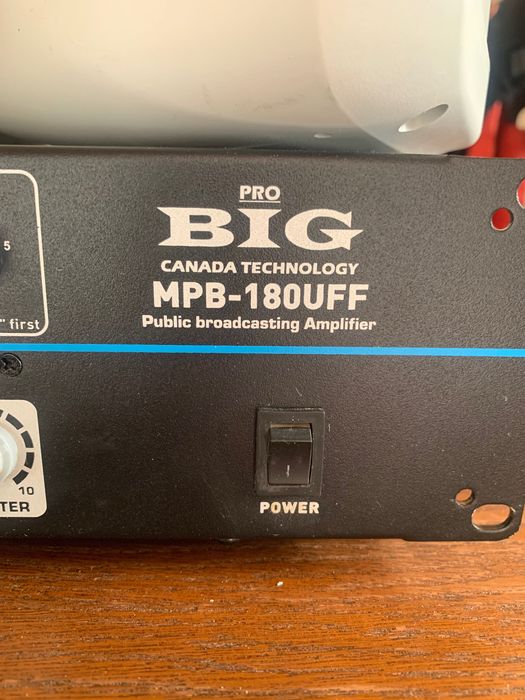 PRO
BIG
CANADA TECHNOLOGY
MPB-180UFF
Public broadcasting Amplifier
5
" first
10
TER
POWER